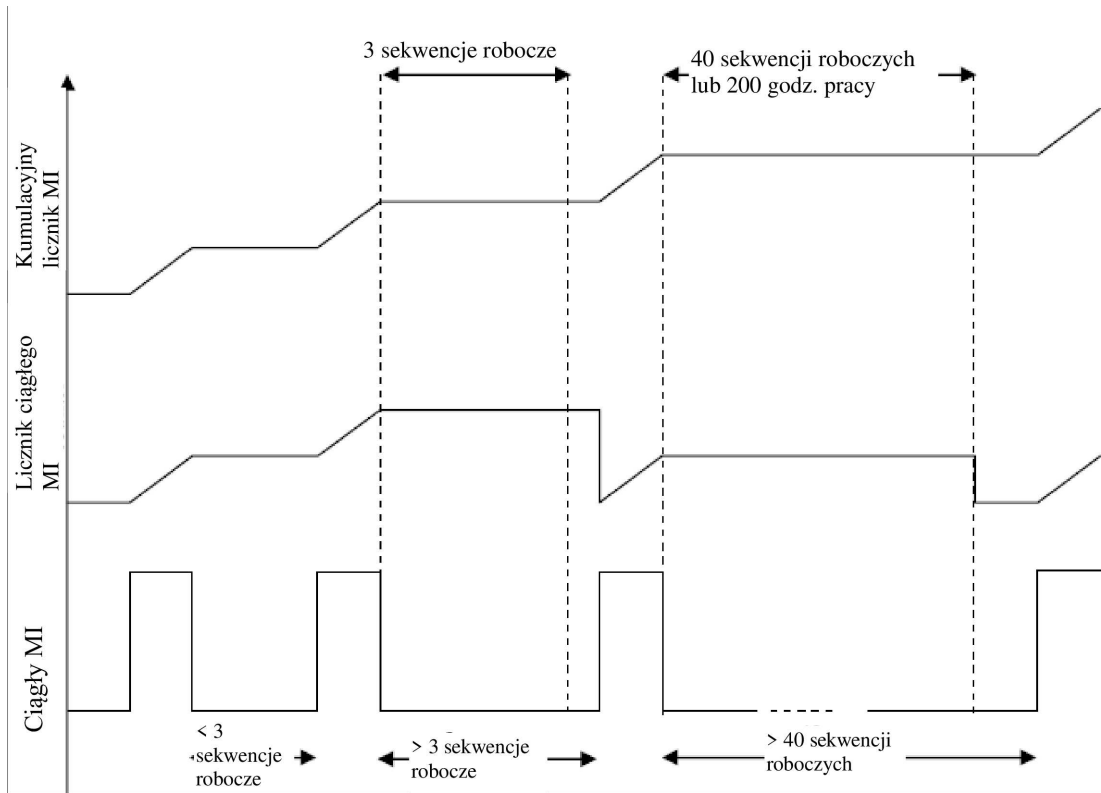 3 sekwencje robocze
40 sekwencji roboczych
lub 200 godz. pracy
Kumulacyjny
licznik MI
Licznik ciągłego
MI
Ciągły MI
< 3
sekwencje
robocze
> 3 sekwencje
robocze
> 40 sekwencji
roboczych